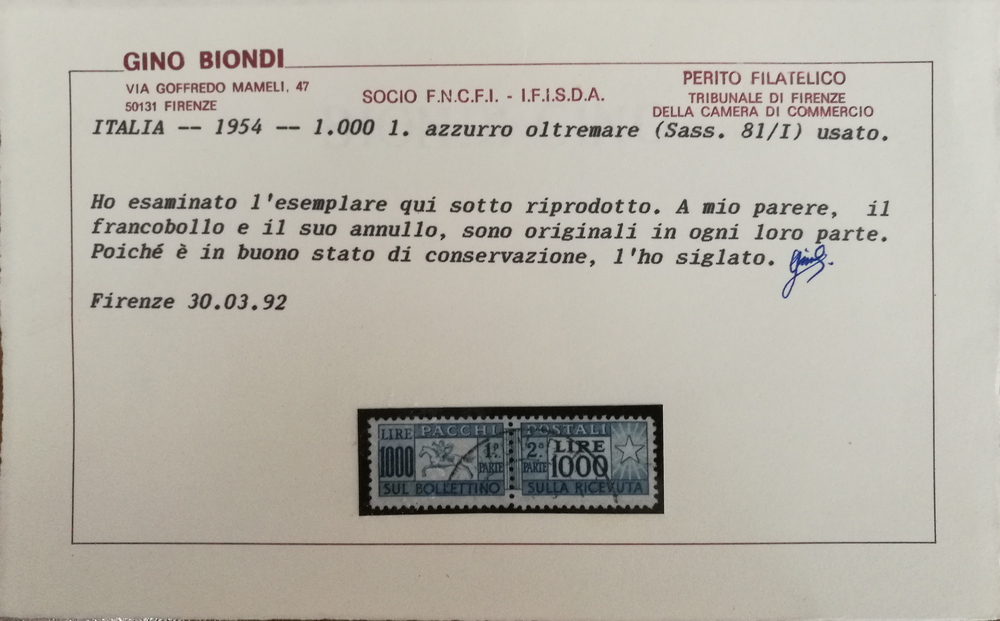 GINO BIONDI
VIA GOFFREDO MAMELI, 47
50131 FIRENZE
SOCIO F.N.C.F.I. - I.F.I.S.D.A.
PERITO FILATELICO
TRIBUNALE DI FIRENZE
DELLA CAMERA DI COMMERCIO
ITALIA -- 1954 -- 1.000 l. azzurro oltremare (Sass. 81/I) usato.
Ho esaminato l'esemplare qui sotto riprodotto. A mio parere, il
francobollo e il suo annullo, sono originali in ogni loro parte.
Poiché è in buono stato di conservazione, l'ho siglato.
Firenze 30.03.92
LIRE PACCHI POSTALI
1000 1ª PARTE 2ª PARTE LIRE 1000
SUL BOLLETTINO SULLA RICEVUTA